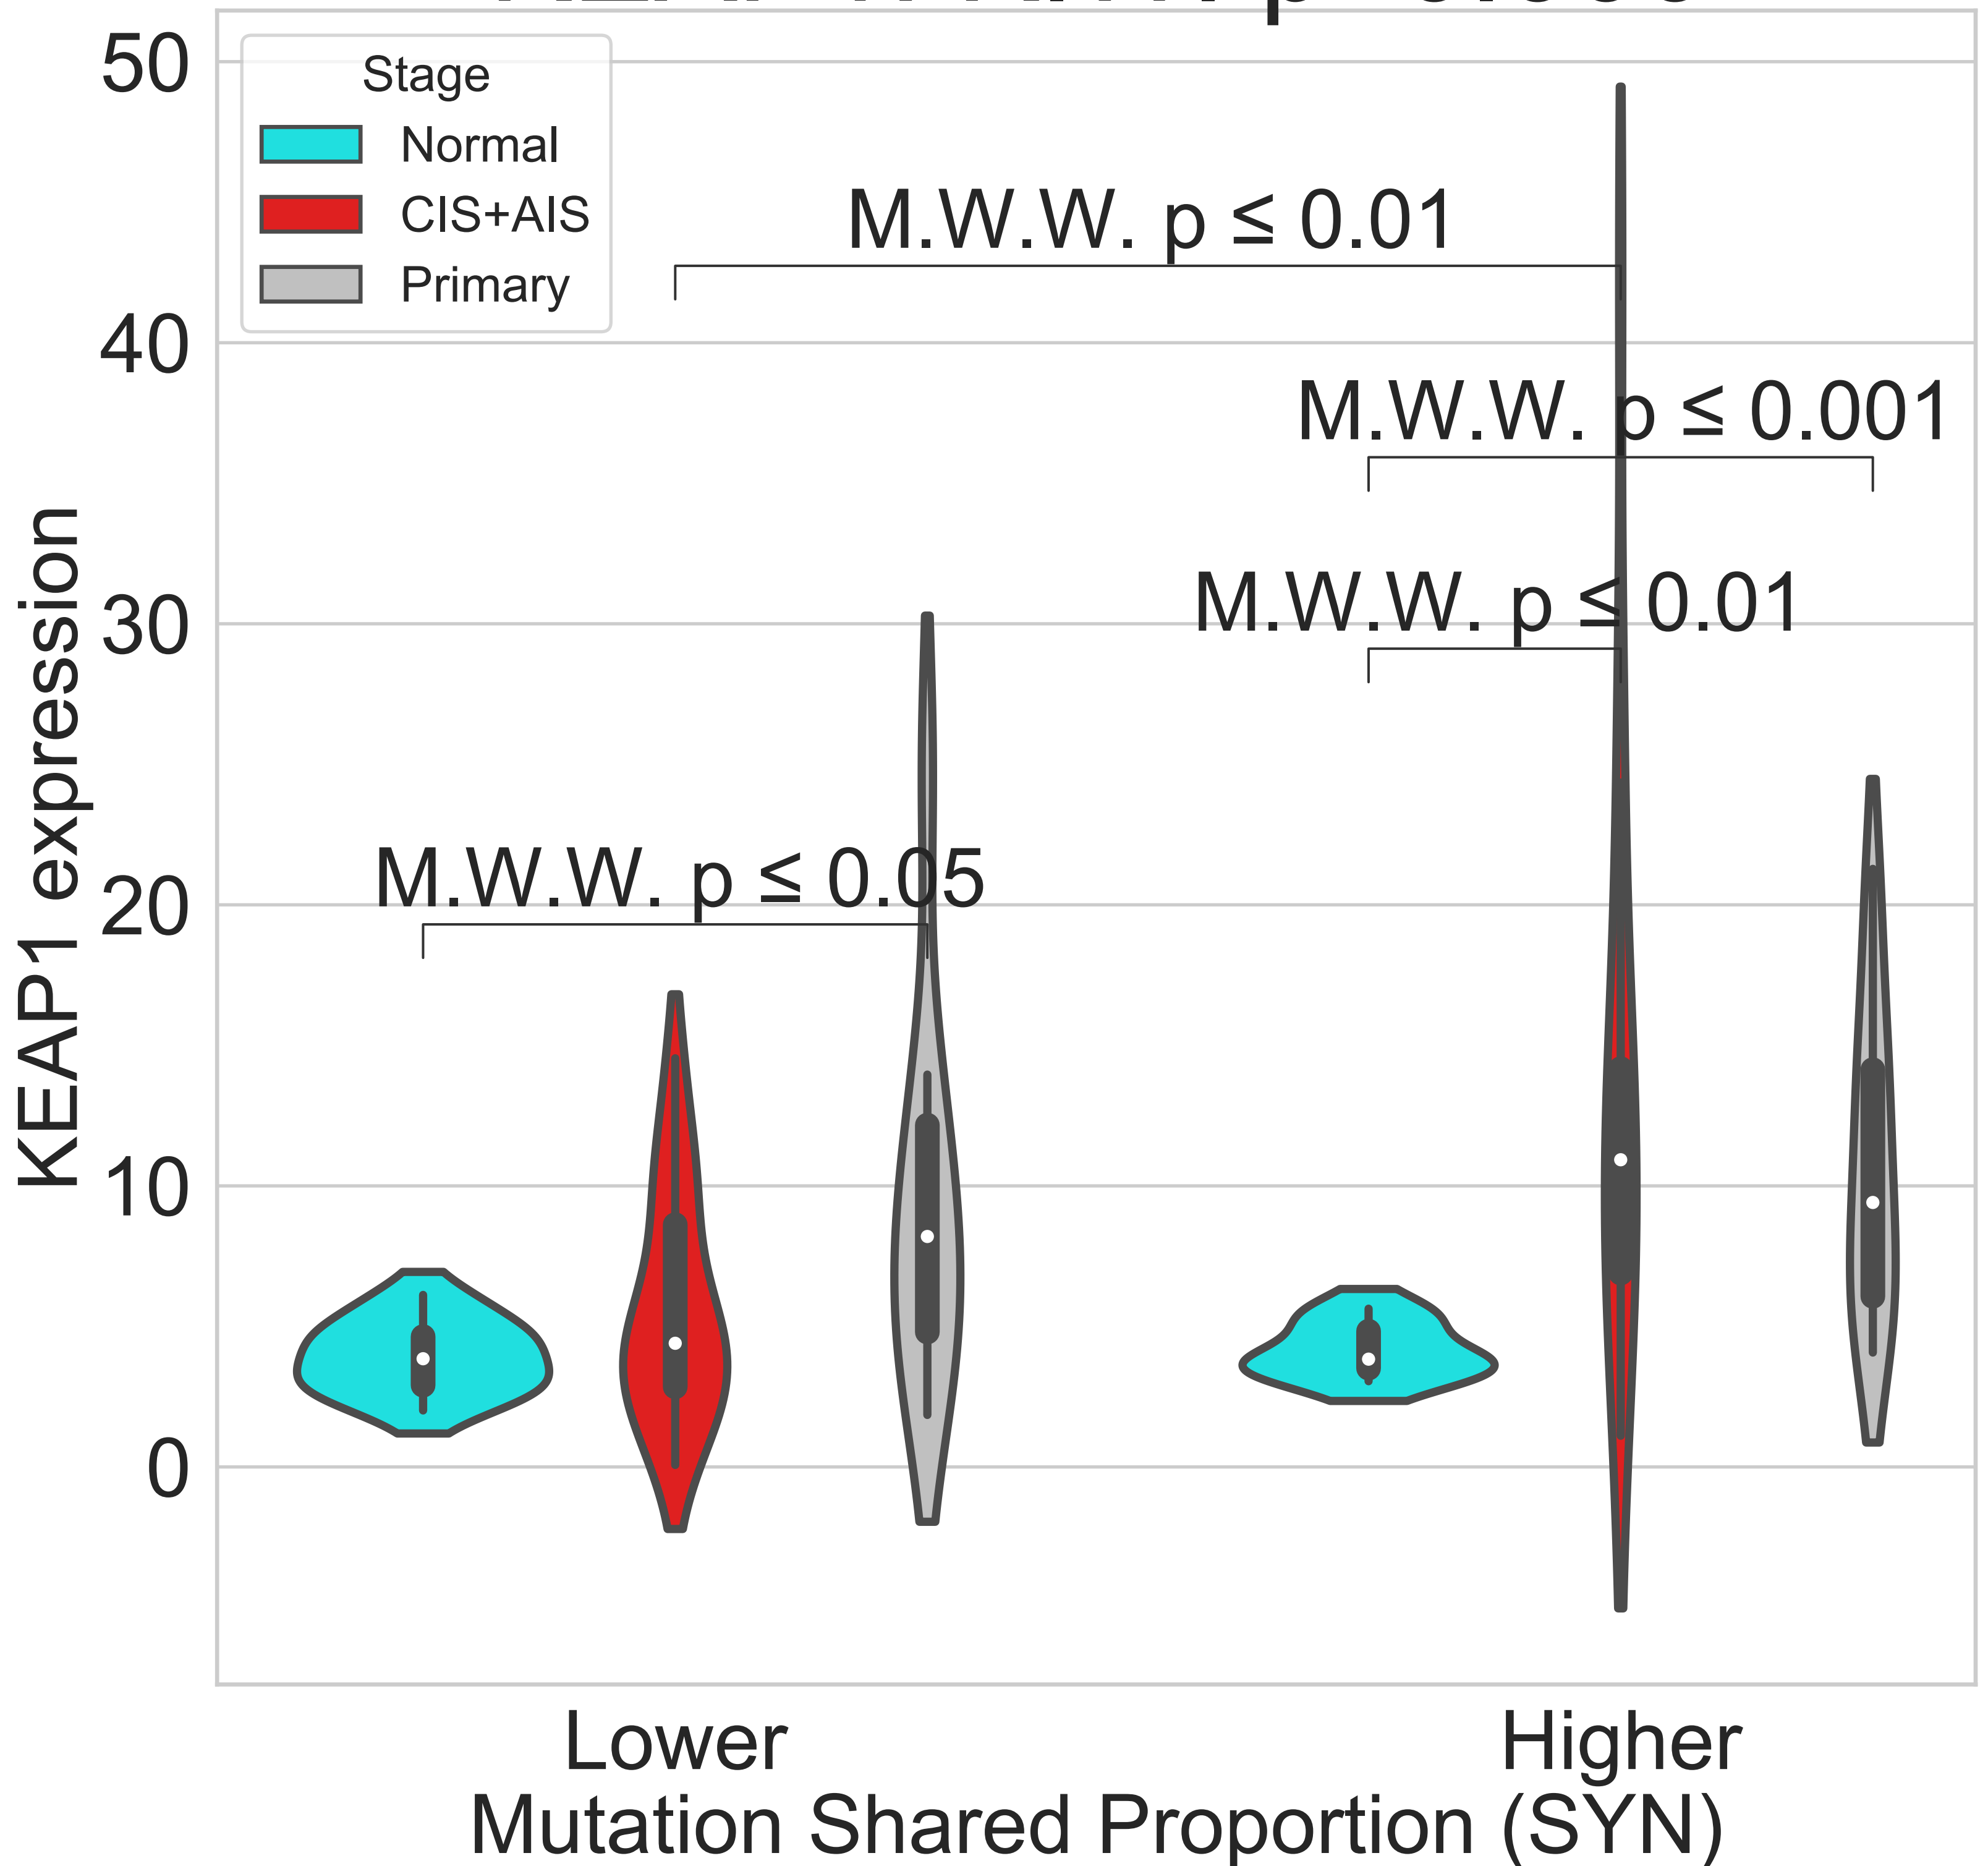 50
Stage
Normal
CIS+AIS
Primary
M.W.W. p ≤ 0.01
40
M.W.W. p ≤ 0.001
30
M.W.W. p ≤ 0.01
KEAP1 expression
20
M.W.W. p ≤ 0.05
10
0
Lower
Higher
Mutation Shared Proportion (SYN)